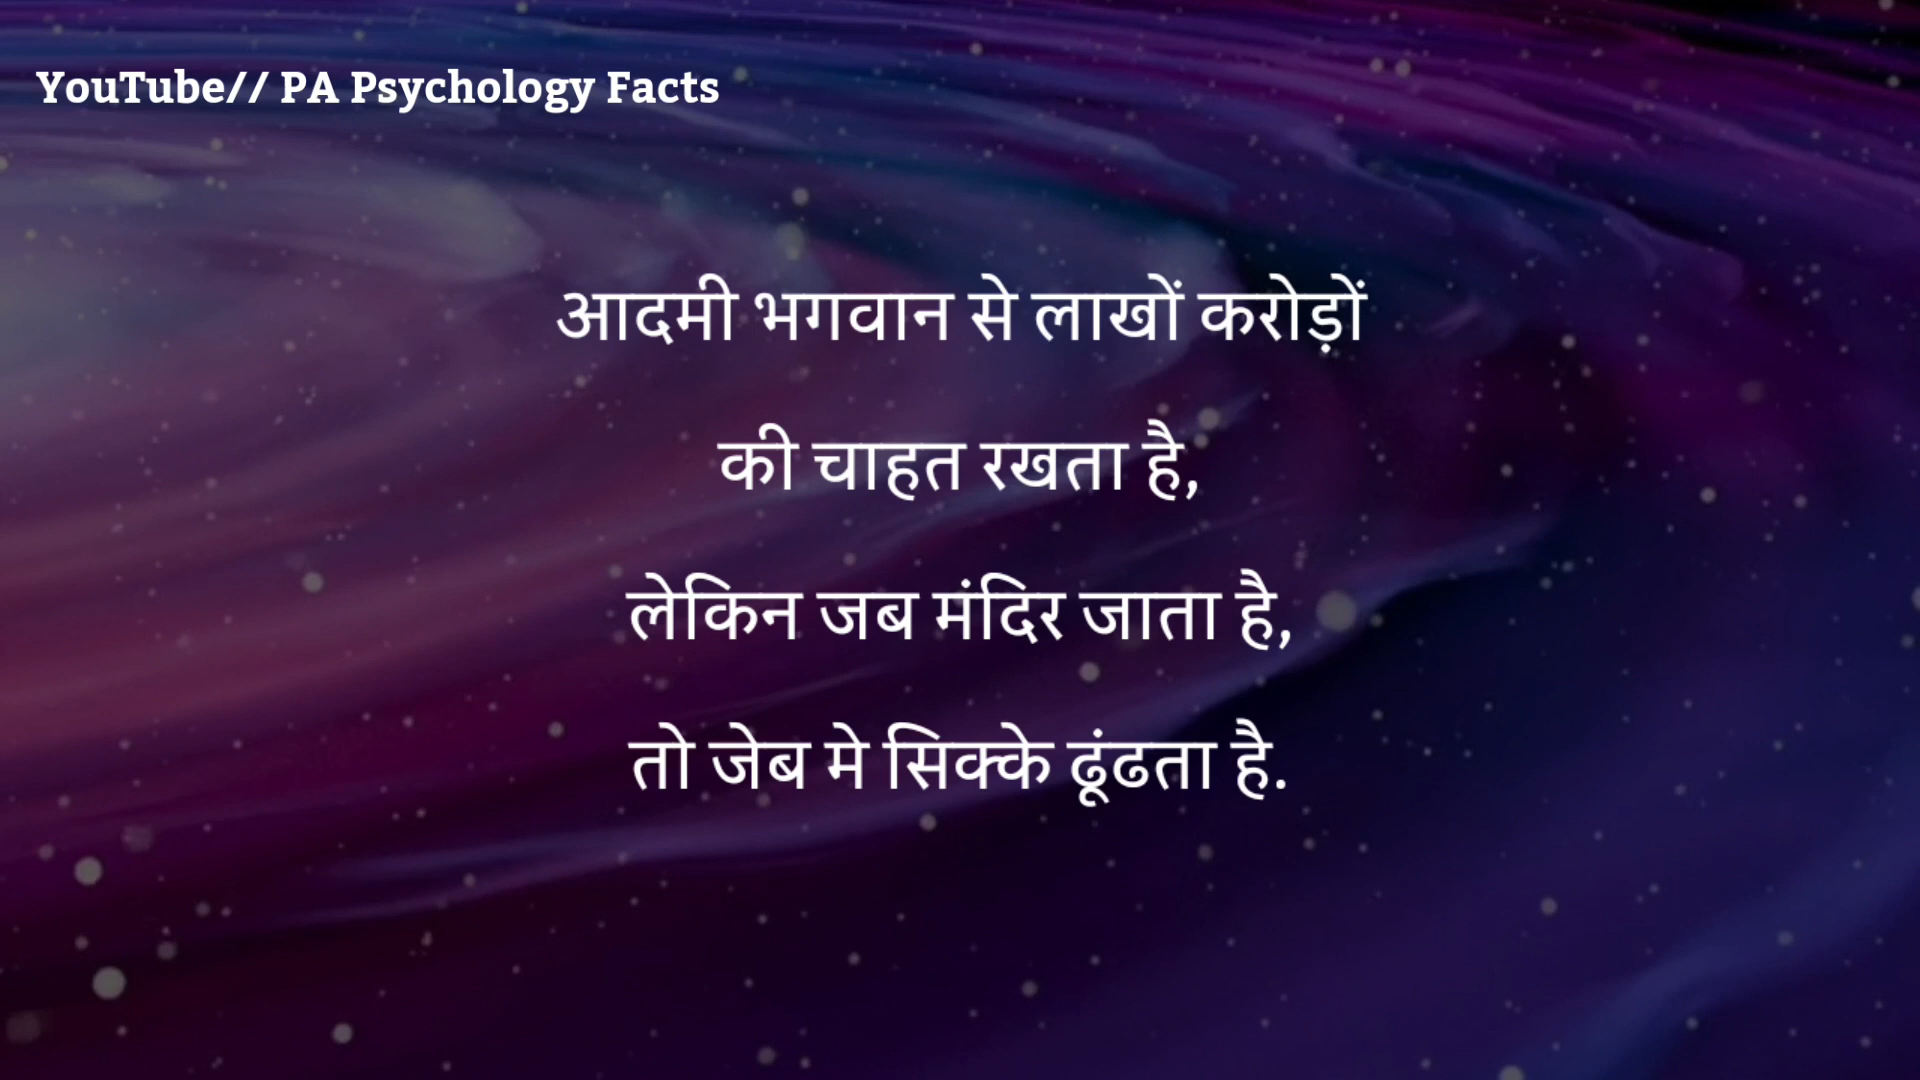 YouTube// PA Psychology Facts
आदमी भगवान से लाखों करोड़ों
की चाहत रखता है,
लेकिन जब मंदिर जाता है,
तो जेब मे सिक्के ढूंढता है.